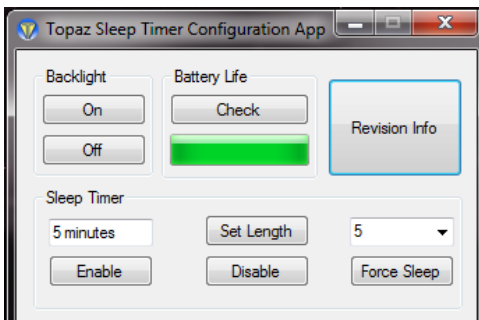 Topaz Sleep Timer Configuration App
Backlight
Battery Life
On
Check
Revision Info
Off
Sleep Timer
5 minutes
Set Length
5
Enable
Disable
Force Sleep